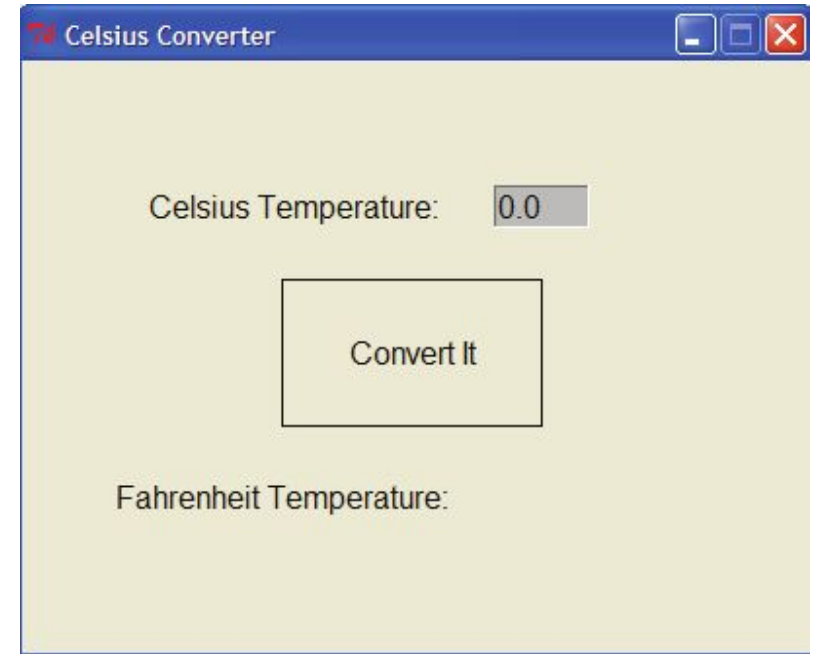 Celsius Converter
Celsius Temperature: 0.0
Convert It
Fahrenheit Temperature: